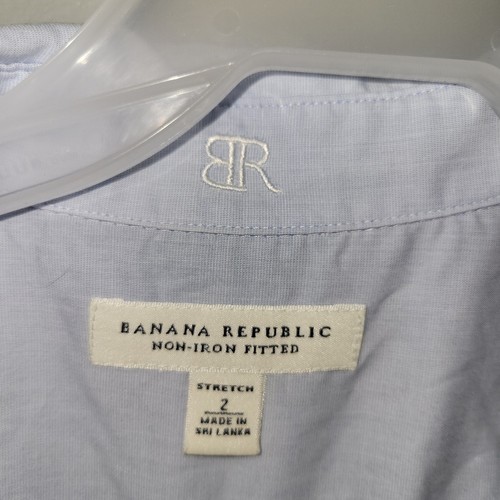 BR
BANANA REPUBLIC
NON-IRON FITTED
STRETCH
2
MADE IN
SRI LANKA